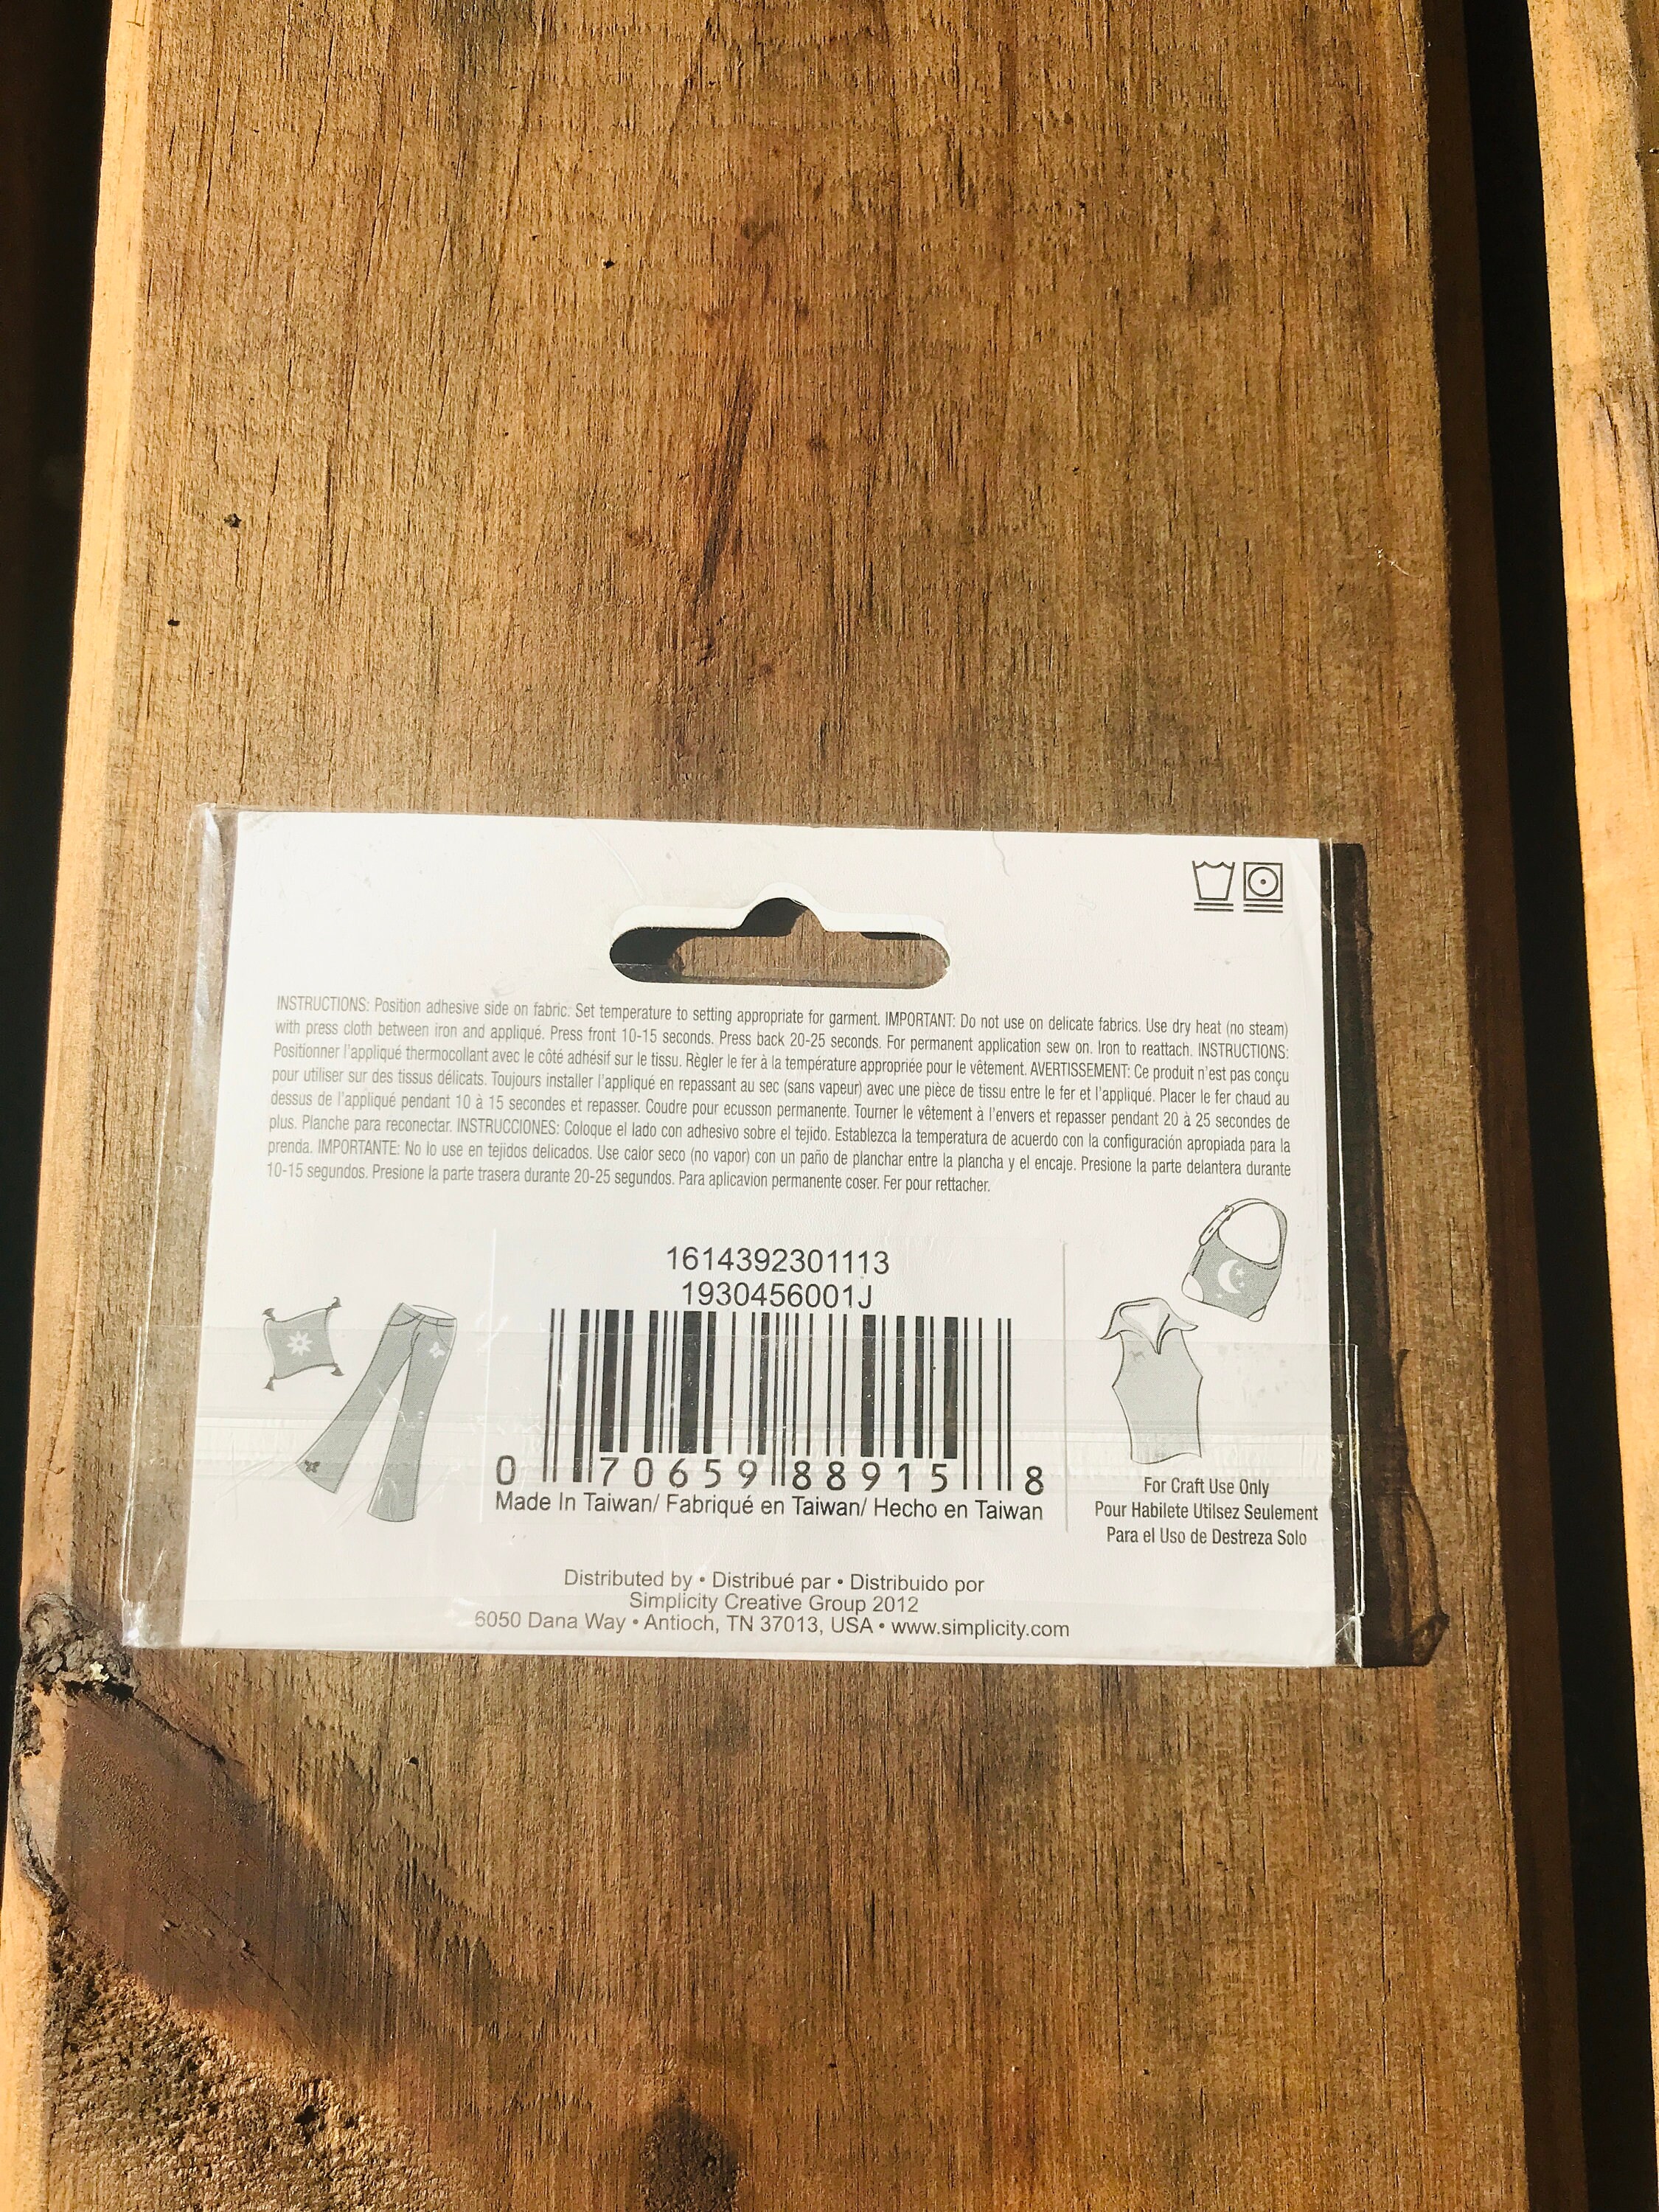 INSTRUCTIONS: Position adhesive side on fabric. Set temperature to setting appropriate for garment. IMPORTANT: Do not use on delicate fabrics. Use dry heat (no steam)
with press cloth between iron and appliqué. Press front 10-15 seconds. Press back 20-25 seconds. For permanent application sew on. Iron to reattach. INSTRUCTIONS:
Positionner l'appliqué thermocollant avec le côté adhésif sur le tissu. Règler le fer à la température appropriée pour le vêtement. AVERTISSEMENT: Ce produit n'est pas conçu
pour utiliser sur des tissus délicats. Toujours installer l'appliqué en repassant au sec (sans vapeur) avec une pièce de tissu entre le fer et l'appliqué. Placer le fer chaud au
dessus de l'appliqué pendant 10 à 15 secondes et repasser. Coudre pour ecusson permanente. Tourner le vêtement à l'envers et repasser pendant 20 à 25 secondes de
plus. Planche para reconectar. INSTRUCCIONES: Coloque el lado con adhesivo sobre el tejido. Establezca la temperatura de acuerdo con la configuración apropiada para la
prenda. IMPORTANTE: No lo use en tejidos delicados. Use calor seco (no vapor) con un paño de planchar entre la plancha y el encaje. Presione la parte delantera durante
10-15 segundos. Presione la parte trasera durante 20-25 segundos. Para aplicavion permanente coser. Fer pour rettacher.
1614392301113
1930456001J
0 70659 88915 8
Made In Taiwan/ Fabriqué en Taiwan/ Hecho en Taiwan
For Craft Use Only
Pour Habilete Utilsez Seulement
Para el Uso de Destreza Solo
Distributed by • Distribué par • Distribuido por
Simplicity Creative Group 2012
6050 Dana Way • Antioch, TN 37013, USA • www.simplicity.com